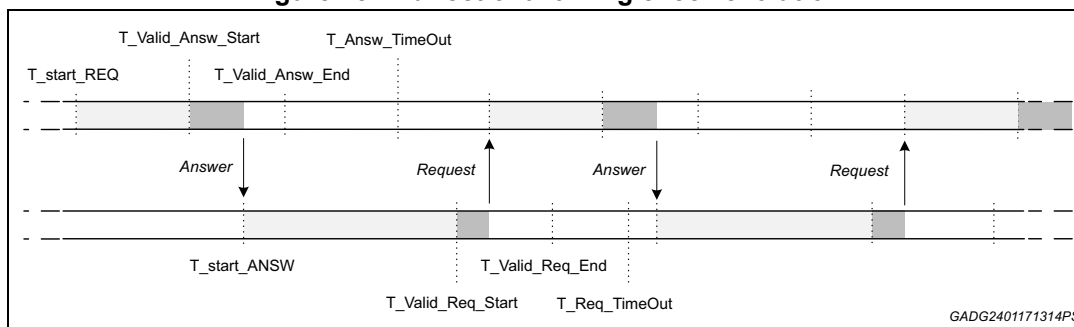 T_Valid_Answ_Start
T_Answ_TimeOut
T_start_REQ
T_Valid_Answ_End
Answer
Request
Answer
Request
T_start_ANSW
T_Valid_Req_End
T_Valid_Req_Start
T_Req_TimeOut